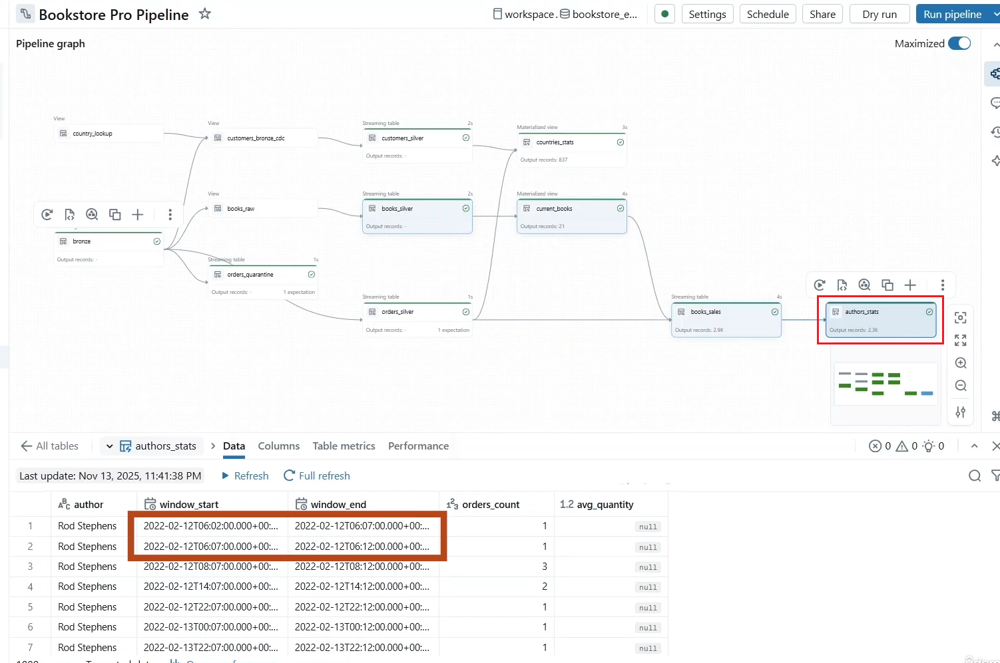 Bookstore Pro Pipeline
workspace. bookstore_e...
Settings
Schedule
Share
Dry run
Run pipeline
Pipeline graph
Maximized
View
country_lookup
View
customers_bronze_cdc
Streaming table 2s
customers_silver
Output records: -
Materialized view 3s
countries_stats
Output records: 837
View
books_raw
Streaming table 2s
books_silver
Output records: -
Materialized view 4s
current_books
Output records: 21
bronze
Output records: -
Streaming table 1s
orders_quarantine
Output records: - 1 expectation
Streaming table 1s
orders_silver
Output records: - 1 expectation
Streaming table 4s
books_sales
Output records: 2.9K
authors_stats
Output records: 2.3K
All tables
authors_stats
Data
Columns
Table metrics
Performance
0 0 0
Last update: Nov 13, 2025, 11:41:38 PM
Refresh
Full refresh
author window_start window_end 123 orders_count 1.2 avg_quantity
1 Rod Stephens 2022-02-12T06:02:00.000+00:... 2022-02-12T06:07:00.000+00:... 1 null
2 Rod Stephens 2022-02-12T06:07:00.000+00:... 2022-02-12T06:12:00.000+00:... 1 null
3 Rod Stephens 2022-02-12T08:07:00.000+00:... 2022-02-12T08:12:00.000+00:... 3 null
4 Rod Stephens 2022-02-12T14:07:00.000+00:... 2022-02-12T14:12:00.000+00:... 2 null
5 Rod Stephens 2022-02-12T22:07:00.000+00:... 2022-02-12T22:12:00.000+00:... 1 null
6 Rod Stephens 2022-02-13T00:07:00.000+00:... 2022-02-13T00:12:00.000+00:... 1 null
7 Rod Stephens 2022-02-13T22:07:00.000+00:... 2022-02-13T22:12:00.000+00:... 1 null